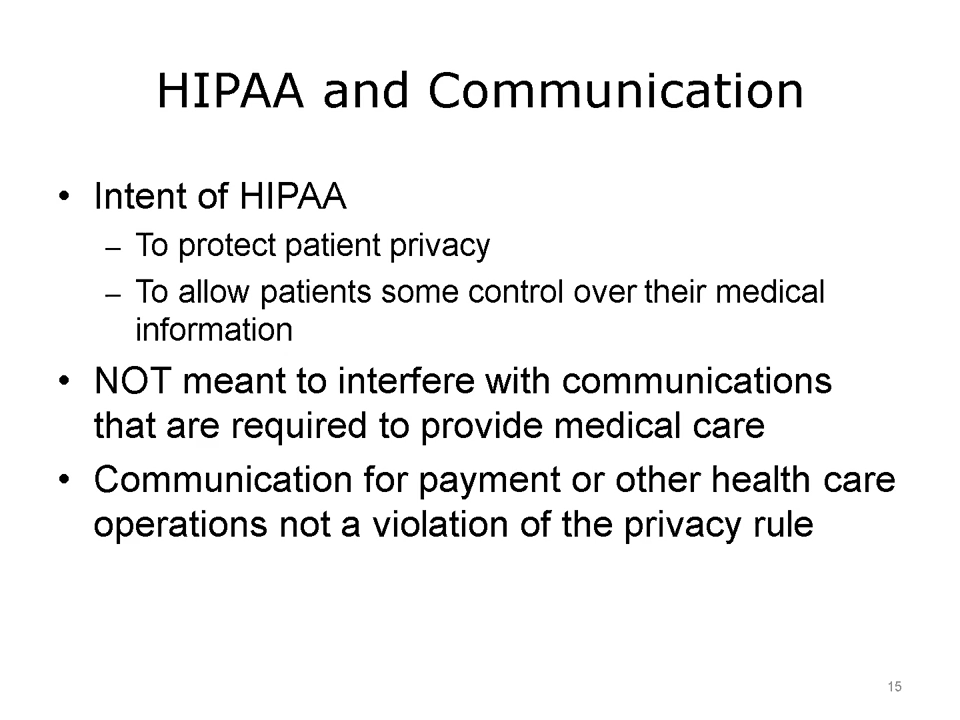 HIPAA and Communication
• Intent of HIPAA
– To protect patient privacy
– To allow patients some control over their medical
information
• NOT meant to interfere with communications
that are required to provide medical care
• Communication for payment or other health care
operations not a violation of the privacy rule
15